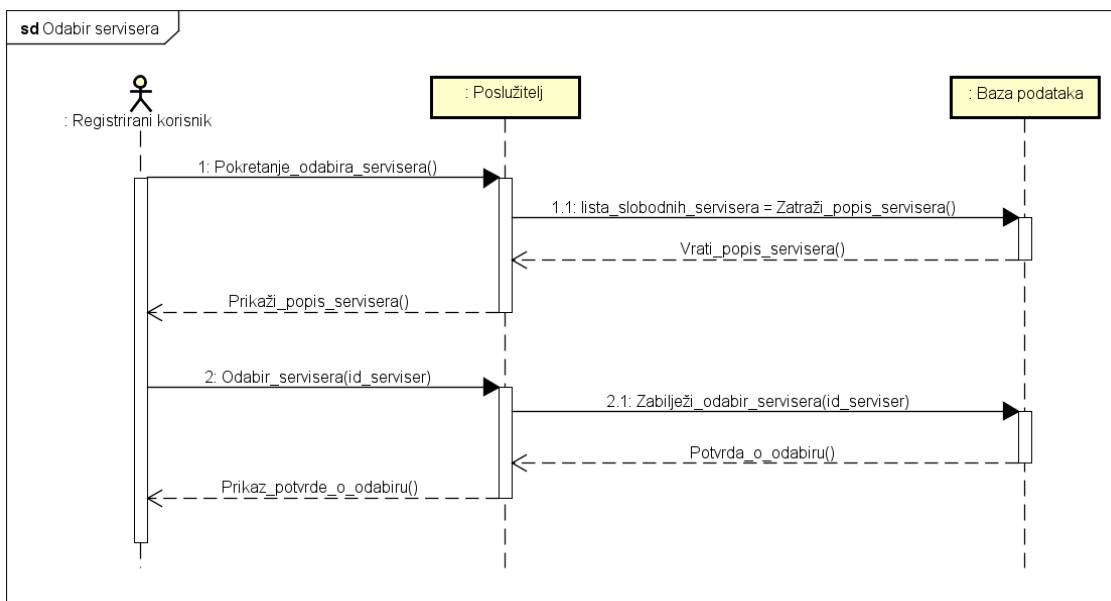 sd Odabir servisera
: Registrirani korisnik
: Poslužitelj
: Baza podataka
1: Pokretanje_odabira_servisera()
1.1: lista_slobodnih_servisera = Zatraži_popis_servisera()
Vrati_popis_servisera()
Prikaži_popis_servisera()
2: Odabir_servisera(id_serviser)
2.1: Zabilježi_odabir_servisera(id_serviser)
Potvrda_o_odabiru()
Prikaz_potvrde_o_odabiru()